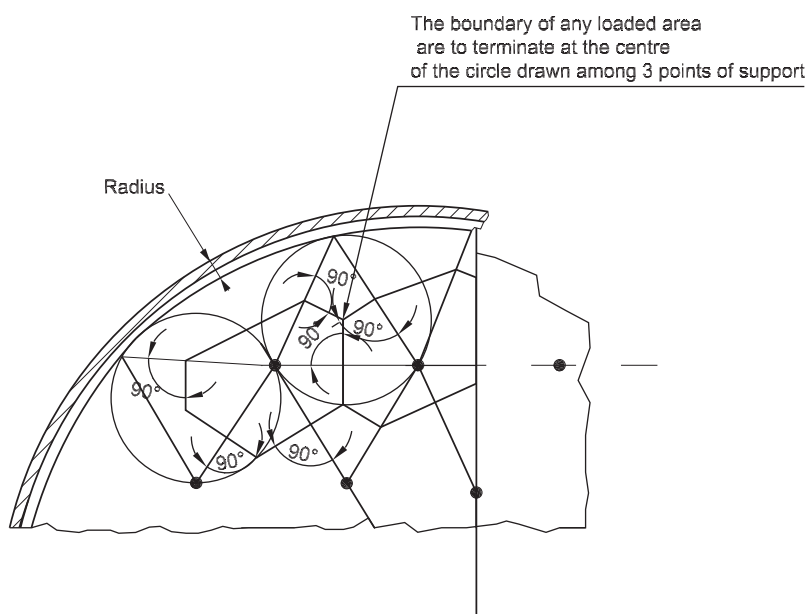 The boundary of any loaded area
are to terminate at the centre
of the circle drawn among 3 points of support
Radius
90°
90°
90
90°
90°
90°